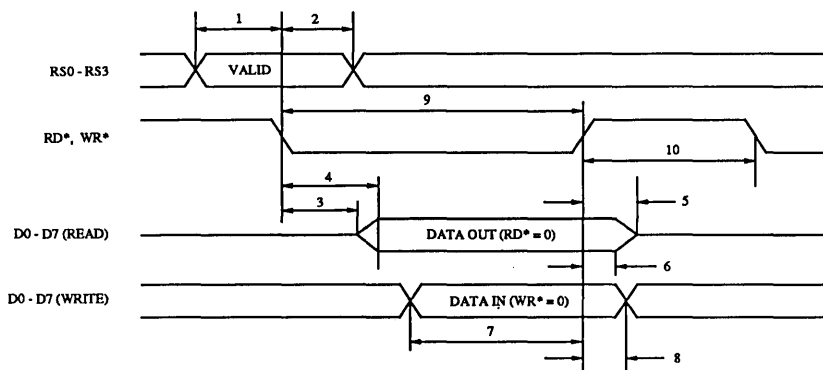 1 2
RS0 - RS3 VALID
9
RD*, WR*
10
4
3 5
D0 - D7 (READ) DATA OUT (RD* = 0)
6
D0 - D7 (WRITE) DATA IN (WR* = 0)
7
8